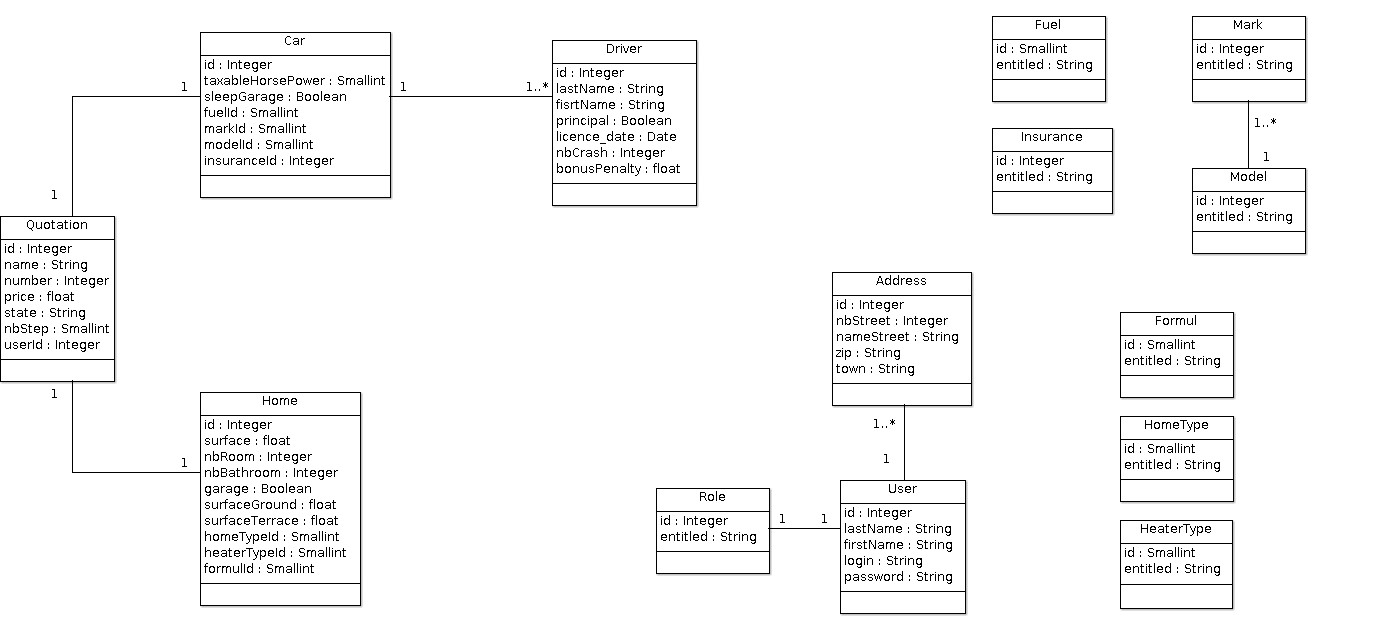 Car
id : Integer
taxableHorsePower : Smallint
sleepGarage : Boolean
fuelId : Smallint
markId : Smallint
modelId : Smallint
insuranceId : Integer
1
1
1
1..*
Driver
id : Integer
lastName : String
fisrtName : String
principal : Boolean
licence_date : Date
nbCrash : Integer
bonusPenalty : float
Fuel
id : Smallint
entitled : String
Mark
id : Integer
entitled : String
1..*
1
Insurance
id : Integer
entitled : String
Model
id : Integer
entitled : String
Quotation
id : Integer
name : String
number : Integer
price : float
state : String
nbStep : Smallint
userId : Integer
1
1
Home
id : Integer
surface : float
nbRoom : Integer
nbBathroom : Integer
garage : Boolean
surfaceGround : float
surfaceTerrace : float
homeTypeId : Smallint
heaterTypeId : Smallint
formulId : Smallint
Address
id : Integer
nbStreet : Integer
nameStreet : String
zip : String
town : String
1..*
1
Role
id : Integer
entitled : String
1
1
User
id : Integer
lastName : String
firstName : String
login : String
password : String
Formul
id : Smallint
entitled : String
HomeType
id : Smallint
entitled : String
HeaterType
id : Smallint
entitled : String